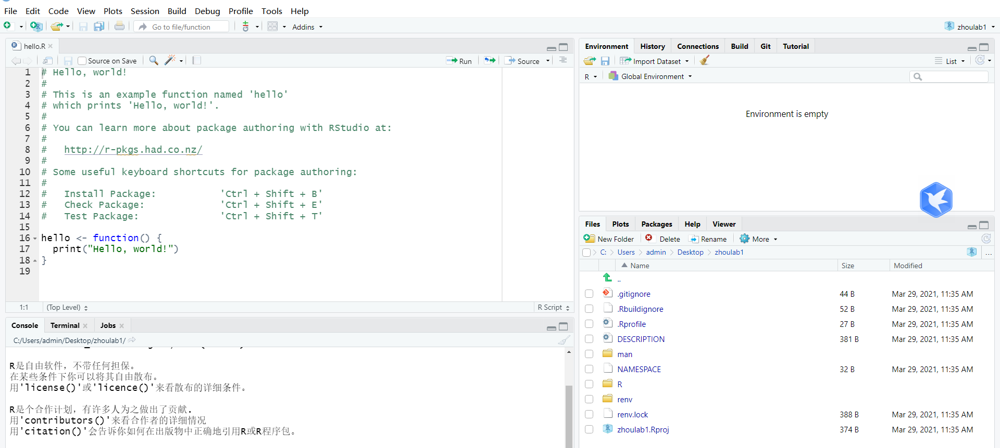 File Edit Code View Plots Session Build Debug Profile Tools Help
Go to file/function Addins zhoulab1
hello.R
Source on Save Run Source
1 # Hello, world!
2 #
3 # This is an example function named 'hello'
4 # which prints 'Hello, world!'.
5 #
6 # You can learn more about package authoring with RStudio at:
7 #
8 #   http://r-pkgs.had.co.nz/
9 #
10 # Some useful keyboard shortcuts for package authoring:
11 #
12 #   Install Package:           'Ctrl + Shift + B'
13 #   Check Package:             'Ctrl + Shift + E'
14 #   Test Package:              'Ctrl + Shift + T'
15
16 hello <- function() {
17   print("Hello, world!")
18 }
19
1:1 (Top Level) R Script
Console Terminal Jobs
C:/Users/admin/Desktop/zhoulab1/
R是自由软件，不带任何担保。
在某些条件下你可以将其自由散布。
用'license()'或'licence()'来看散布的详细条件。
R是个合作计划，有许多人为之做出了贡献.
用'contributors()'来看合作者的详细情况
用'citation()'会告诉你如何在出版物中正确地引用R或R程序包。
Environment History Connections Build Git Tutorial
Import Dataset List
R Global Environment
Environment is empty
Files Plots Packages Help Viewer
New Folder Delete Rename More
C: Users admin Desktop zhoulab1 ...
Name Size Modified
..
.gitignore 44 B Mar 29, 2021, 11:35 AM
.Rbuildignore 52 B Mar 29, 2021, 11:35 AM
.Rprofile 27 B Mar 29, 2021, 11:35 AM
DESCRIPTION 381 B Mar 29, 2021, 11:35 AM
man
NAMESPACE 32 B Mar 29, 2021, 11:35 AM
R
renv
renv.lock 388 B Mar 29, 2021, 11:35 AM
zhoulab1.Rproj 374 B Mar 29, 2021, 11:35 AM